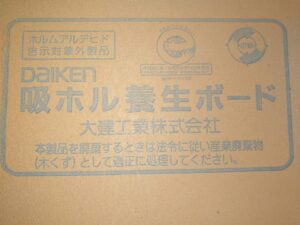 ホルムアルデヒド
告示対象外製品
DAIKEN
吸ホル養生ボード
大建工業株式会社
本製品を廃棄するときは法令に従い産業廃棄物
(木くず)として適正に処理してください。